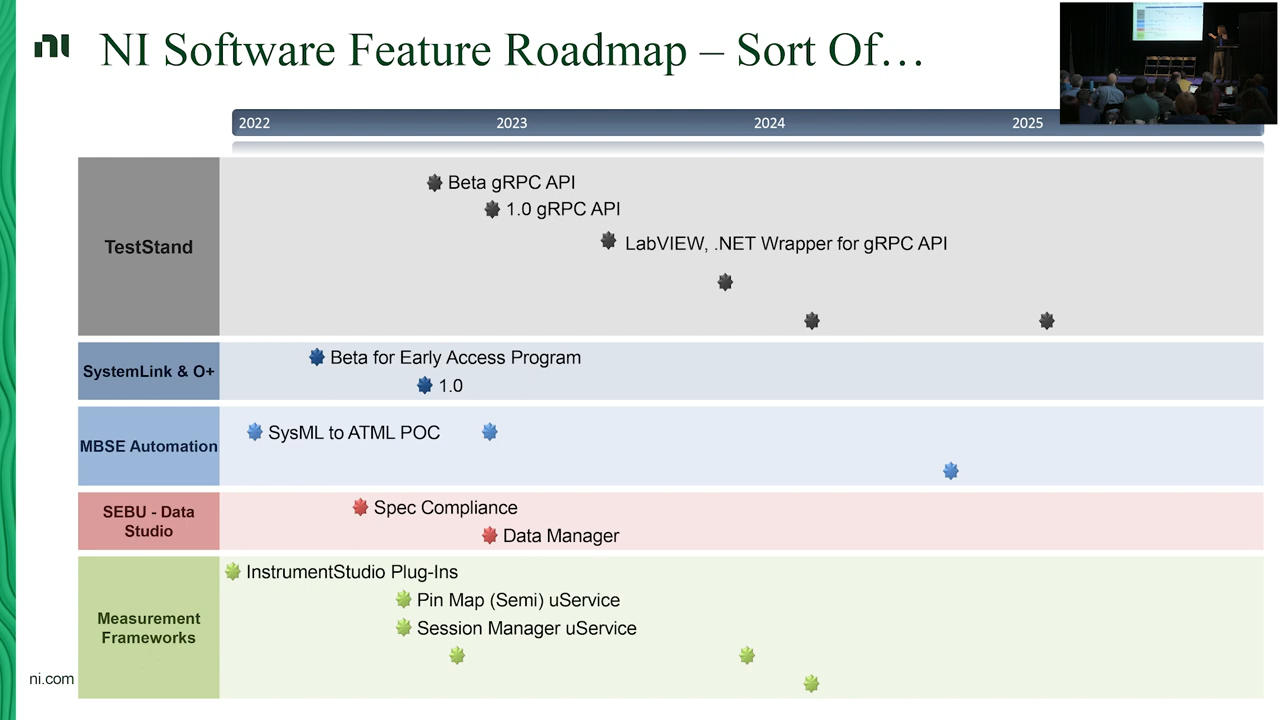 ni
NI Software Feature Roadmap – Sort Of…
2022
2023
2024
2025
TestStand
Beta gRPC API
1.0 gRPC API
LabVIEW, .NET Wrapper for gRPC API
SystemLink & O+
Beta for Early Access Program
1.0
MBSE Automation
SysML to ATML POC
SEBU - Data
Studio
Spec Compliance
Data Manager
Measurement
Frameworks
InstrumentStudio Plug-Ins
Pin Map (Semi) uService
Session Manager uService
ni.com